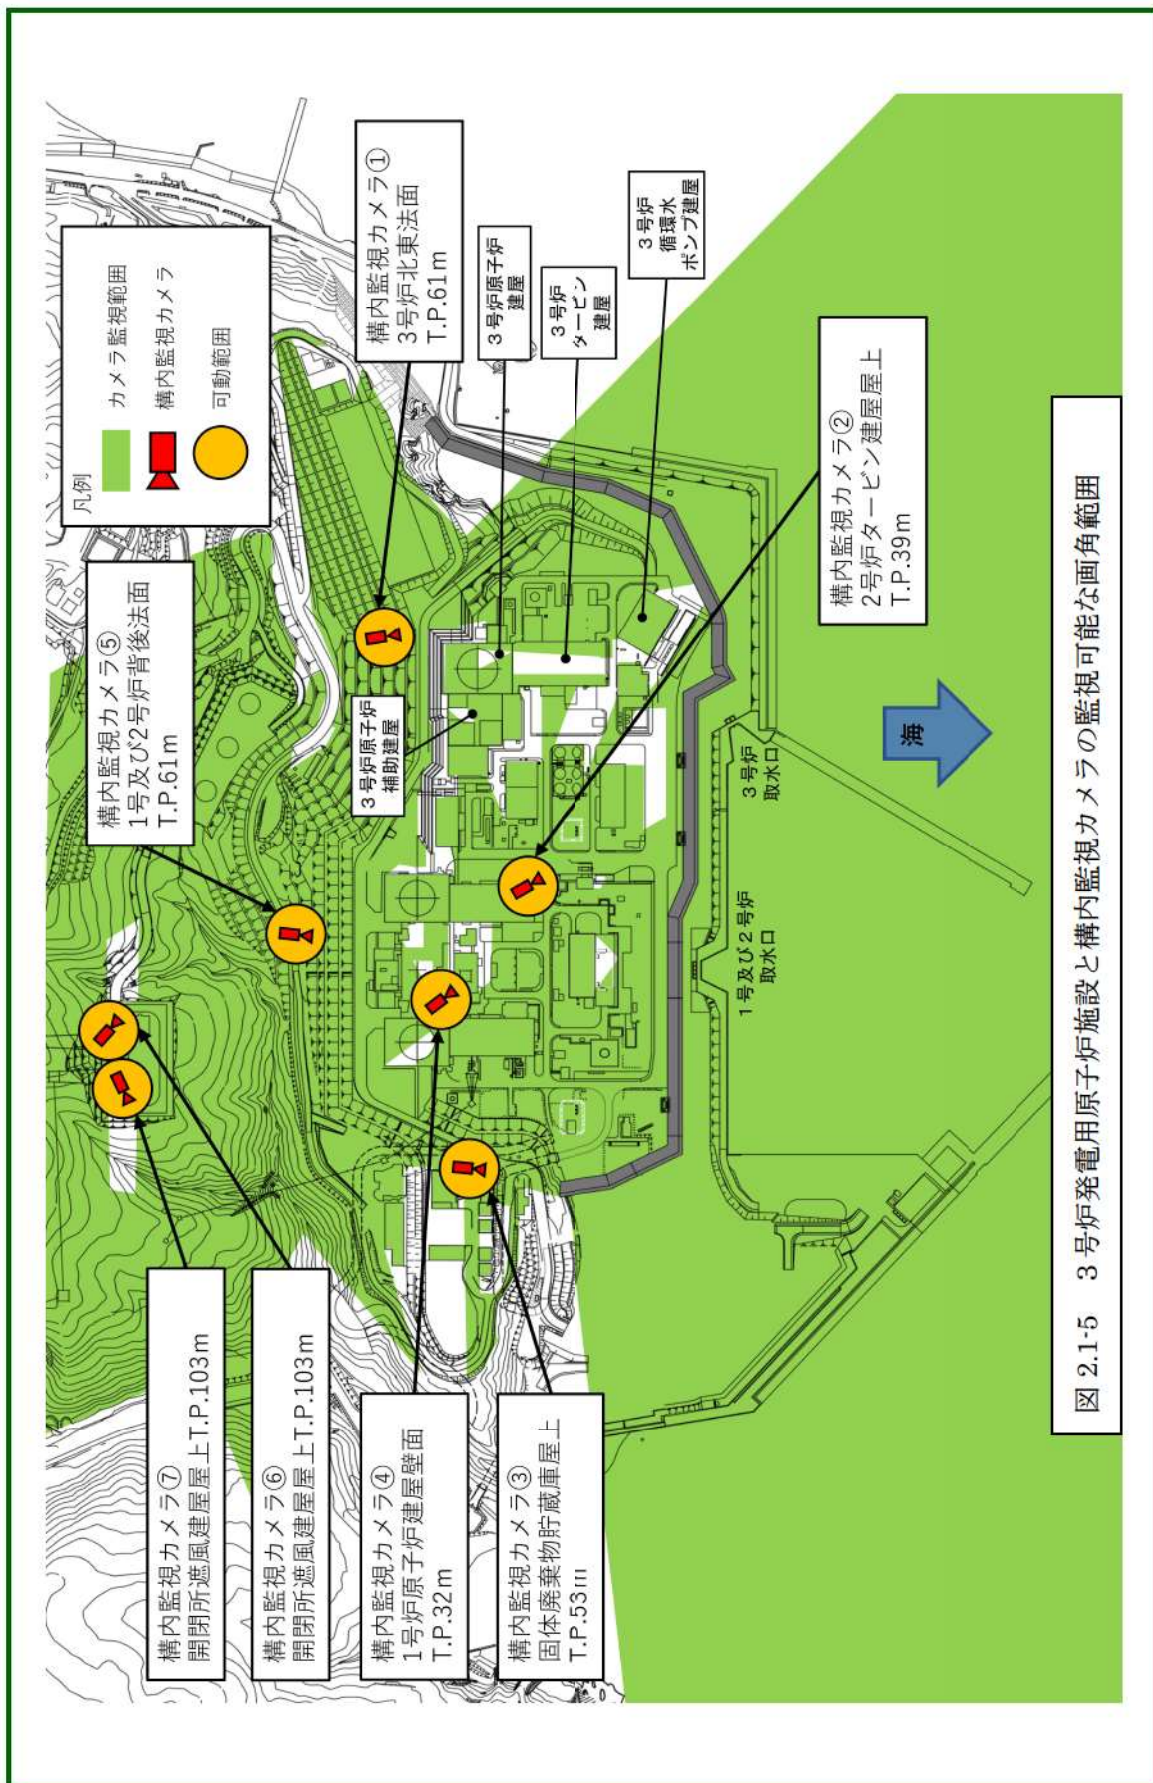 凡例
カメラ監視範囲
構内監視カメラ
可動範囲
構内監視カメラ⑦
開閉所遮風建屋屋上T.P.103m
構内監視カメラ⑥
開閉所遮風建屋屋上T.P.103m
構内監視カメラ④
1号炉原子炉建屋壁面
T.P.32m
構内監視カメラ③
固体廃棄物貯蔵庫屋上
T.P.53m
構内監視カメラ⑤
1号及び2号炉背後法面
T.P.61m
構内監視カメラ①
3号炉北東法面
T.P.61m
3号炉原子炉
補助建屋
3号炉原子炉
建屋
3号炉
タービン
建屋
3号炉
循環水
ポンプ建屋
構内監視カメラ②
2号炉タービン建屋屋上
T.P.39m
1号及び2号炉
取水口
3号炉
取水口
海
図 2.1-5 3号炉発電用原子炉施設と構内監視カメラの監視可能な画角範囲